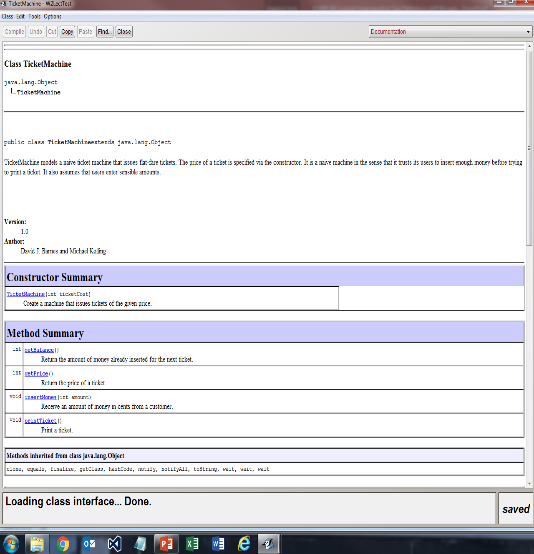 TicketMachine - W2LectTest
Class Edit Tools Options
Compile Undo Cut Copy Paste Find... Close Documentation
Class TicketMachine
java.lang.Object
TicketMachine
public class TicketMachineextends java.lang.Object
TicketMachine models a naive ticket machine that issues flat-fare tickets. The price of a ticket is specified via the constructor. It is a naive machine in the sense that it trusts its users to insert enough money before trying
to print a ticket. It also assumes that users enter sensible amounts.
Version:
1.0
Author:
David J. Barnes and Michael Kolling
Constructor Summary
TicketMachine(int ticketCost)
Create a machine that issues tickets of the given price.
Method Summary
int getBalance()
Return the amount of money already inserted for the next ticket.
int getPrice()
Return the price of a ticket.
void insertMoney(int amount)
Receive an amount of money in cents from a customer.
void printTicket()
Print a ticket.
Methods inherited from class java.lang.Object
clone, equals, finalize, getClass, hashCode, notify, notifyAll, toString, wait, wait, wait
Loading class interface... Done.
saved